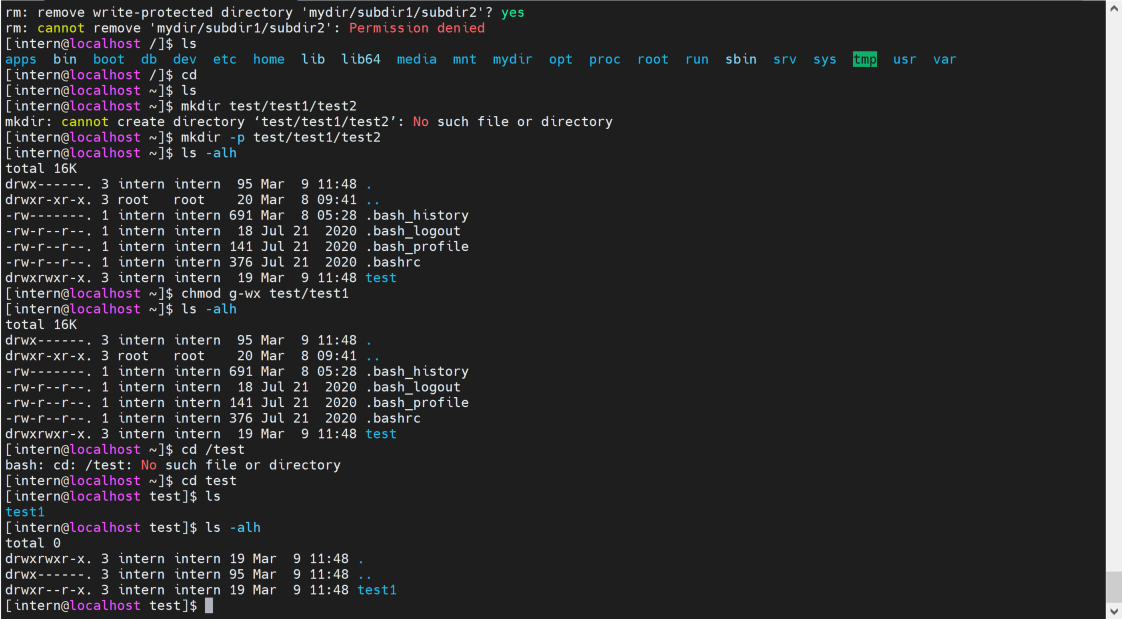 rm: remove write-protected directory 'mydir/subdir1/subdir2'? yes
rm: cannot remove 'mydir/subdir1/subdir2': Permission denied
[intern@localhost /]$ ls
apps  bin  boot  db  dev  etc  home  lib  lib64  media  mnt  mydir  opt  proc  root  run  sbin  srv  sys  tmp  usr  var
[intern@localhost /]$ cd
[intern@localhost ~]$ ls
[intern@localhost ~]$ mkdir test/test1/test2
mkdir: cannot create directory ‘test/test1/test2’: No such file or directory
[intern@localhost ~]$ mkdir -p test/test1/test2
[intern@localhost ~]$ ls -alh
total 16K
drwx------. 3 intern intern  95 Mar  9 11:48 .
drwxr-xr-x. 3 root   root    20 Mar  8 09:41 ..
-rw-------. 1 intern intern 691 Mar  8 05:28 .bash_history
-rw-r--r--. 1 intern intern  18 Jul 21  2020 .bash_logout
-rw-r--r--. 1 intern intern 141 Jul 21  2020 .bash_profile
-rw-r--r--. 1 intern intern 376 Jul 21  2020 .bashrc
drwxrwxr-x. 3 intern intern  19 Mar  9 11:48 test
[intern@localhost ~]$ chmod g-wx test/test1
[intern@localhost ~]$ ls -alh
total 16K
drwx------. 3 intern intern  95 Mar  9 11:48 .
drwxr-xr-x. 3 root   root    20 Mar  8 09:41 ..
-rw-------. 1 intern intern 691 Mar  8 05:28 .bash_history
-rw-r--r--. 1 intern intern  18 Jul 21  2020 .bash_logout
-rw-r--r--. 1 intern intern 141 Jul 21  2020 .bash_profile
-rw-r--r--. 1 intern intern 376 Jul 21  2020 .bashrc
drwxrwxr-x. 3 intern intern  19 Mar  9 11:48 test
[intern@localhost ~]$ cd /test
bash: cd: /test: No such file or directory
[intern@localhost ~]$ cd test
[intern@localhost test]$ ls
test1
[intern@localhost test]$ ls -alh
total 0
drwxrwxr-x. 3 intern intern 19 Mar  9 11:48 .
drwx------. 3 intern intern 95 Mar  9 11:48 ..
drwxr--r-x. 3 intern intern 19 Mar  9 11:48 test1
[intern@localhost test]$